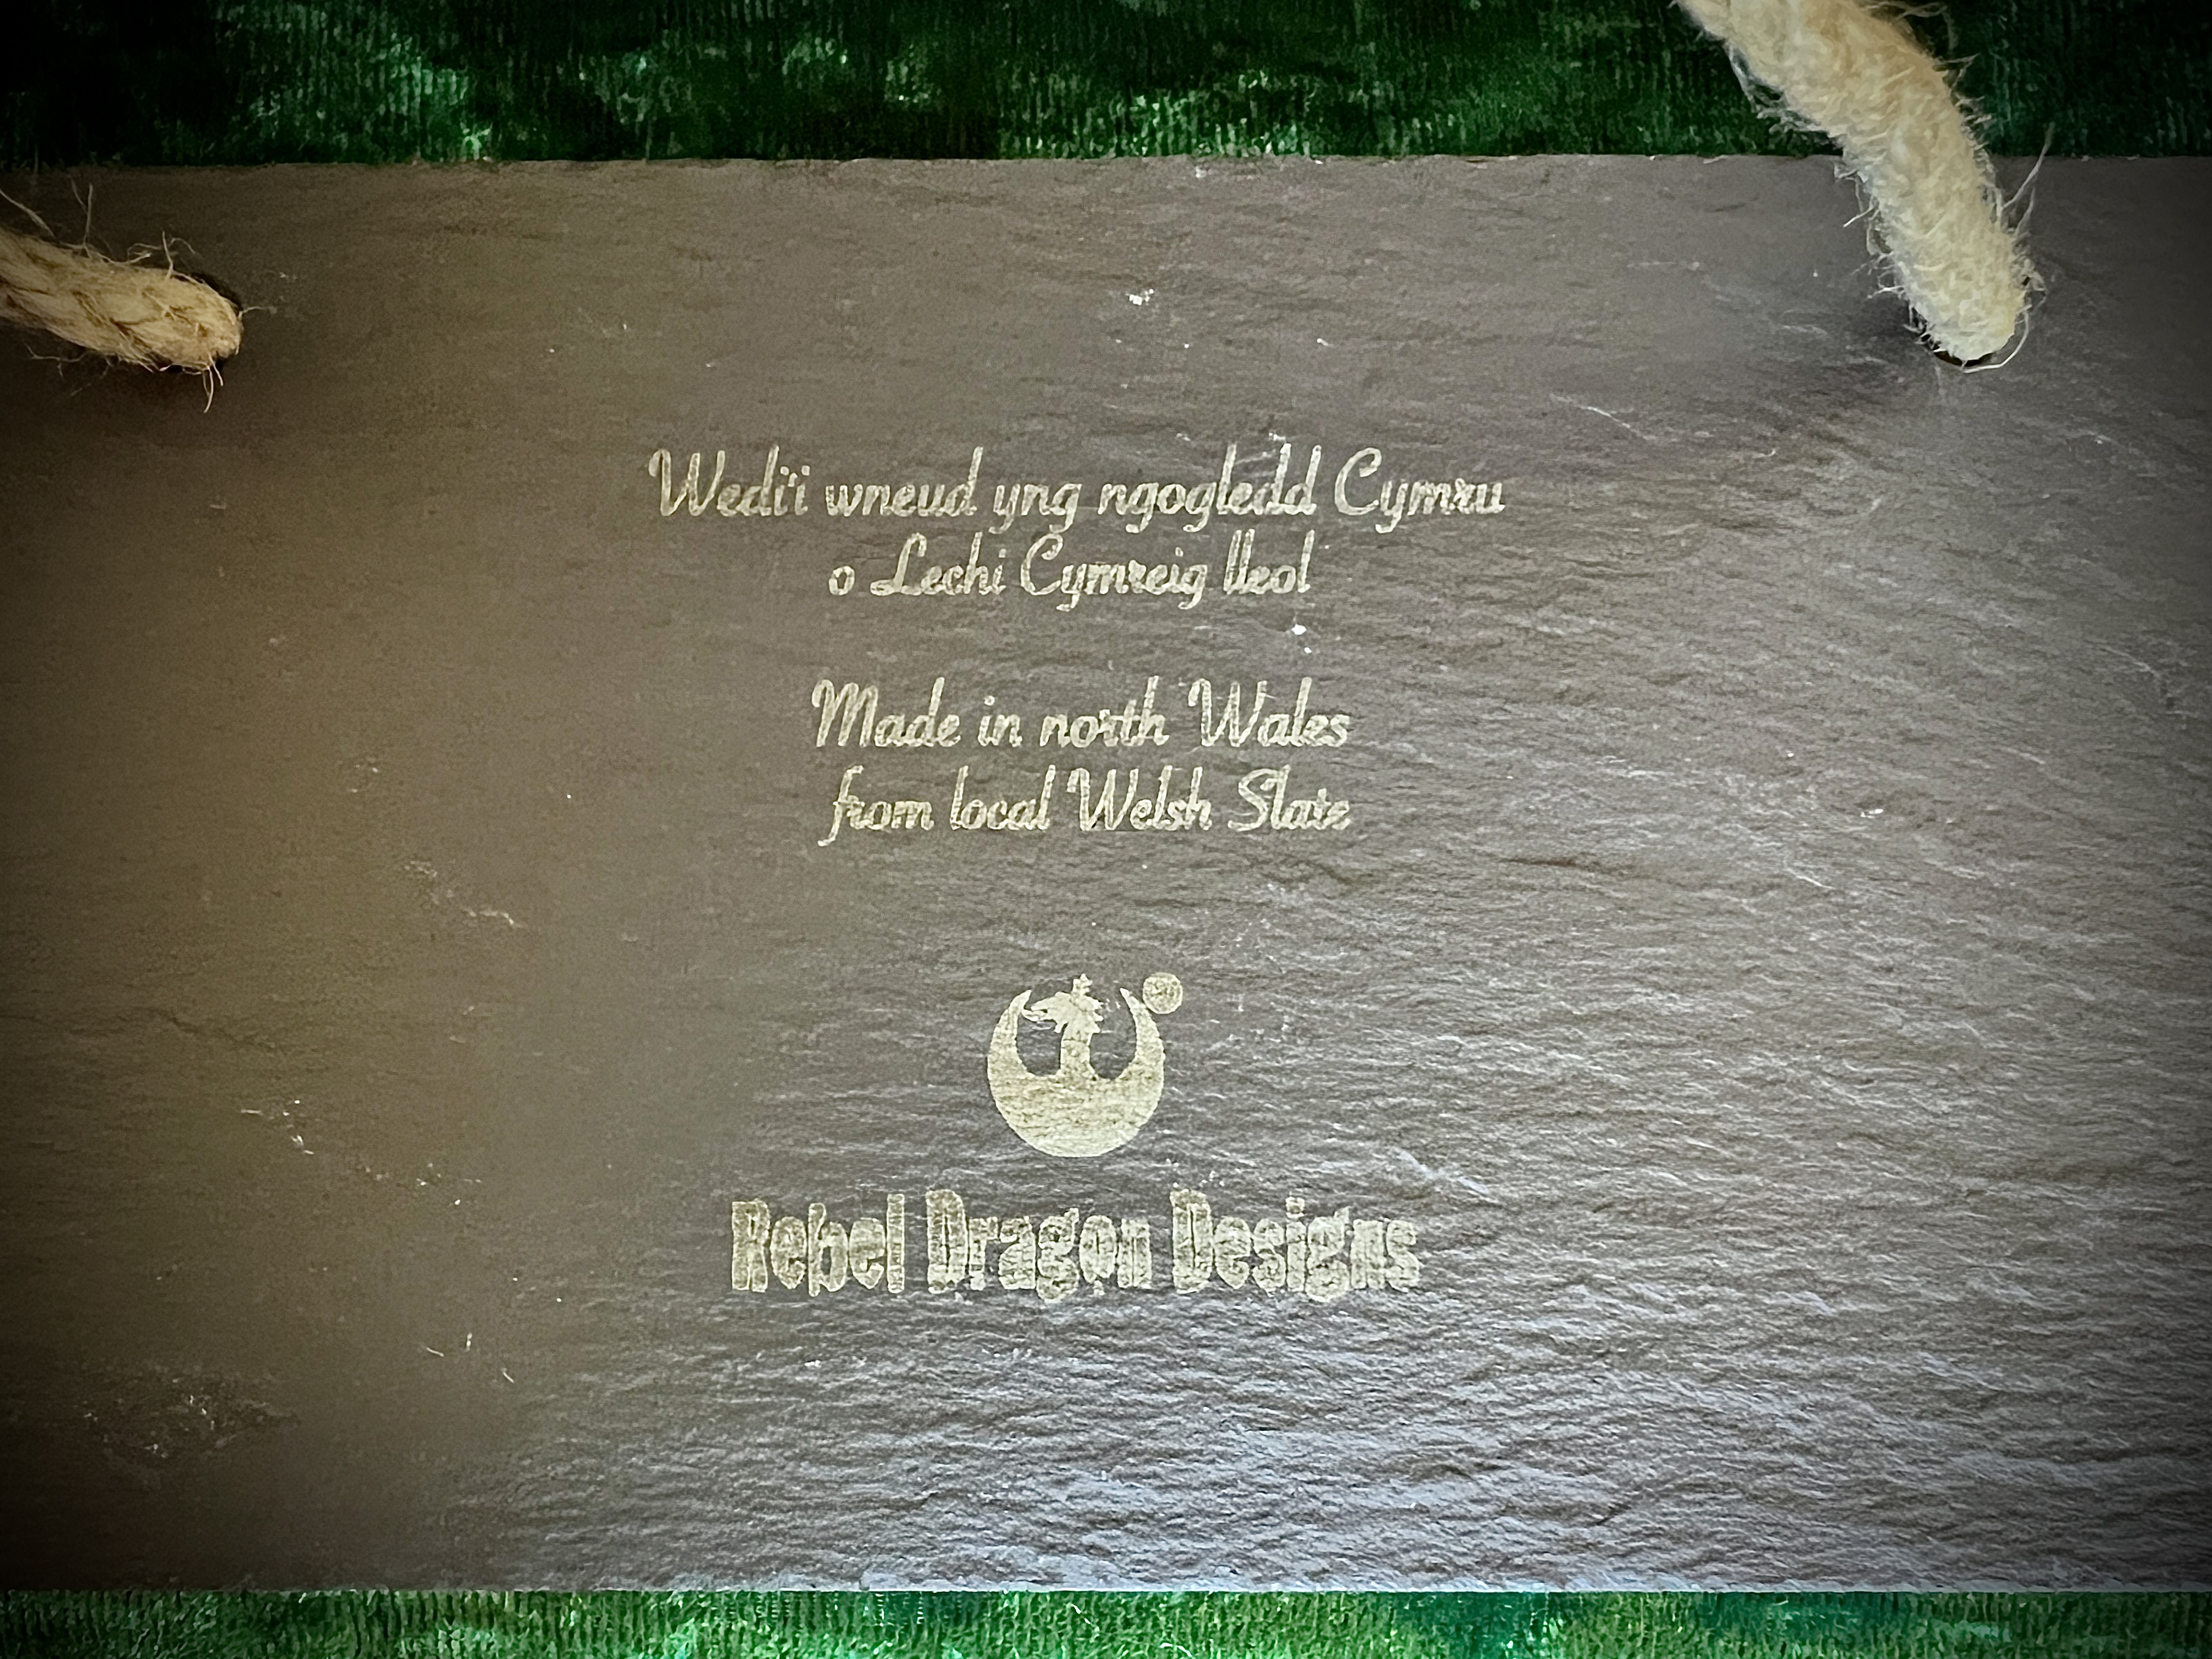 Wedi'i wneud yng ngogledd Cymru
o Lechi Cymreig lleol
Made in north Wales
from local Welsh Slate
Rebel Dragon Designs